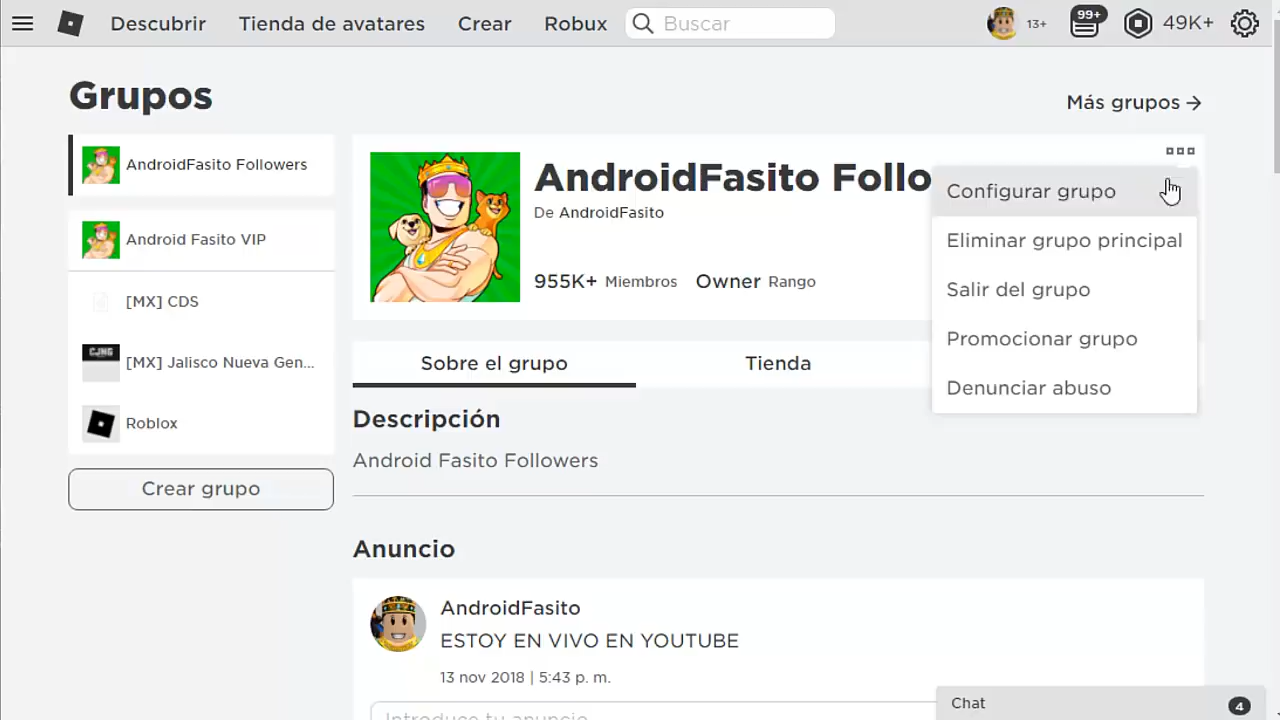 Descubrir
Tienda de avatares
Crear
Robux
Buscar
13+
99+
49K+
Grupos
Más grupos →
AndroidFasito Followers
Android Fasito VIP
[MX] CDS
CJNG
[MX] Jalisco Nueva Gen...
Roblox
Crear grupo
AndroidFasito Follo
De AndroidFasito
955K+ Miembros
Owner Rango
Configurar grupo
Eliminar grupo principal
Salir del grupo
Promocionar grupo
Denunciar abuso
Sobre el grupo
Tienda
Descripción
Android Fasito Followers
Anuncio
AndroidFasito
ESTOY EN VIVO EN YOUTUBE
13 nov 2018 | 5:43 p. m.
Introduce tu anuncio
Chat
4